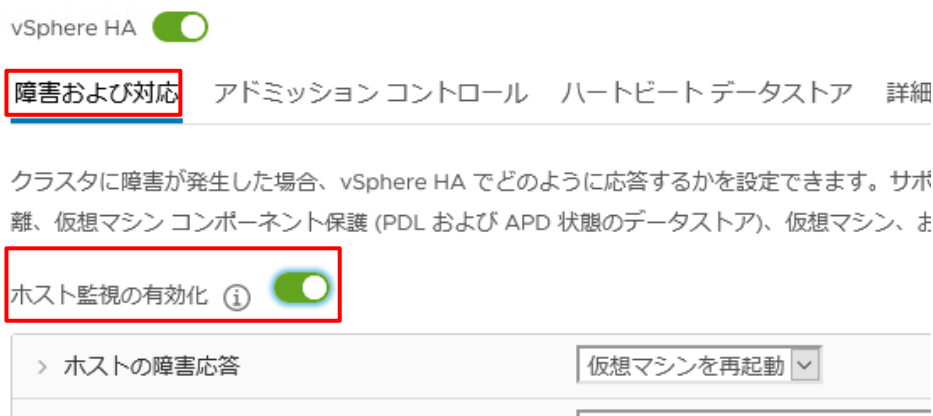 vSphere HA
障害および対応 アドミッション コントロール ハートビート データストア 詳細
クラスタに障害が発生した場合、vSphere HA でどのように応答するかを設定できます。サポ
離、仮想マシン コンポーネント保護 (PDL および APD 状態のデータストア)、仮想マシン、お
ホスト監視の有効化
ホストの障害応答 仮想マシンを再起動